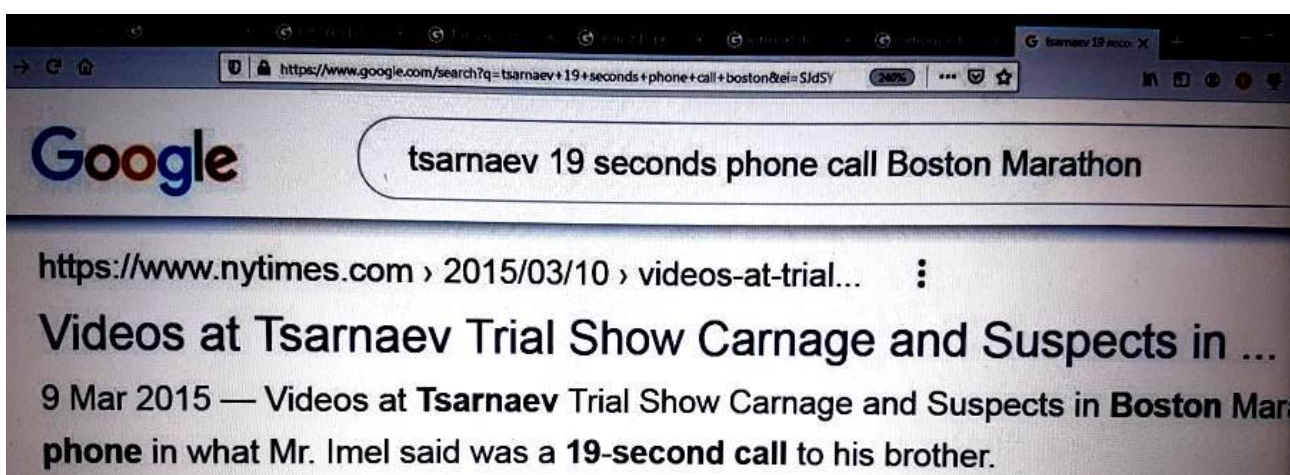 G tsarnaev 19 seco
https://www.google.com/search?q=tsarnaev+19+seconds+phone+call+boston&ei=SJdSY 240%
Google tsarnaev 19 seconds phone call Boston Marathon
https://www.nytimes.com › 2015/03/10 › videos-at-trial...
Videos at Tsarnaev Trial Show Carnage and Suspects in ...
9 Mar 2015 — Videos at Tsarnaev Trial Show Carnage and Suspects in Boston Mar
phone in what Mr. Imel said was a 19-second call to his brother.